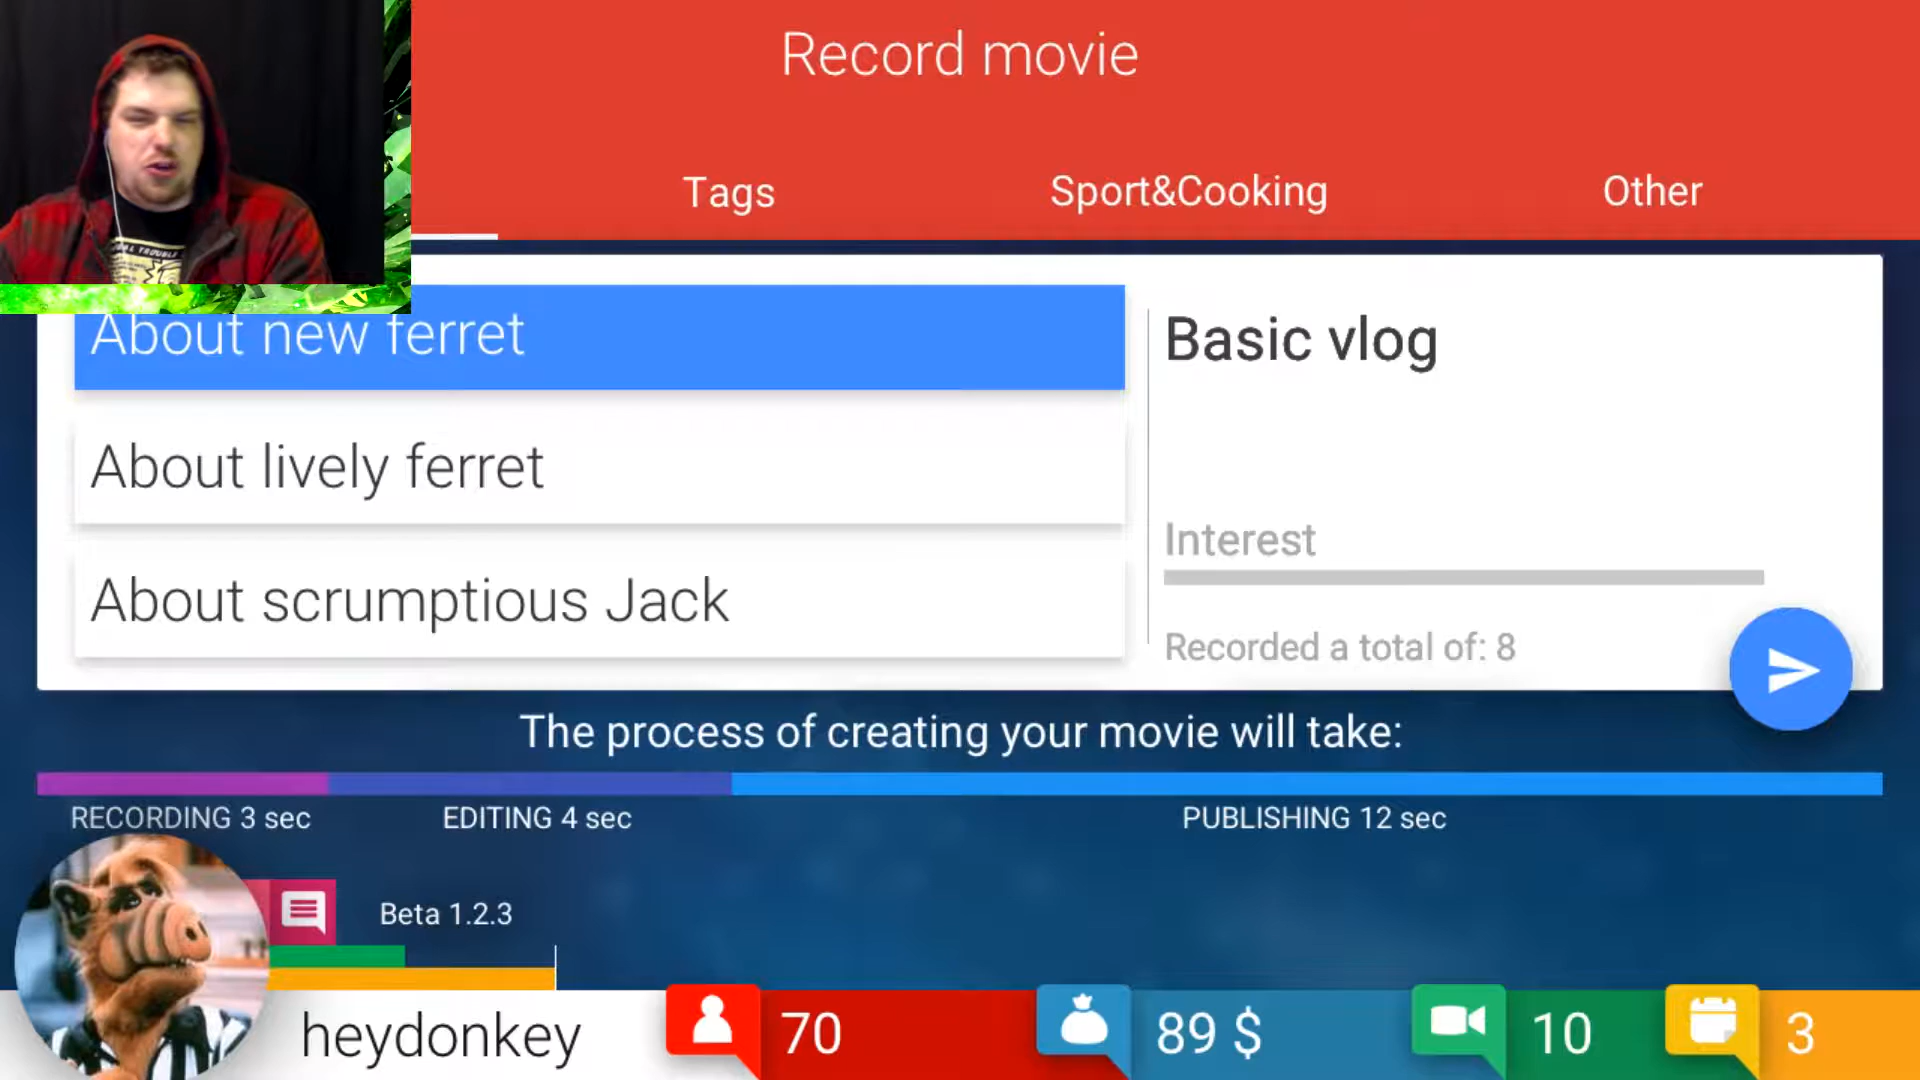 Record movie
Tags
Sport&Cooking
Other
About new ferret
About lively ferret
About scrumptious Jack
Basic vlog
Interest
Recorded a total of: 8
The process of creating your movie will take:
RECORDING 3 sec
EDITING 4 sec
PUBLISHING 12 sec
Beta 1.2.3
heydonkey
70
89 $
10
3